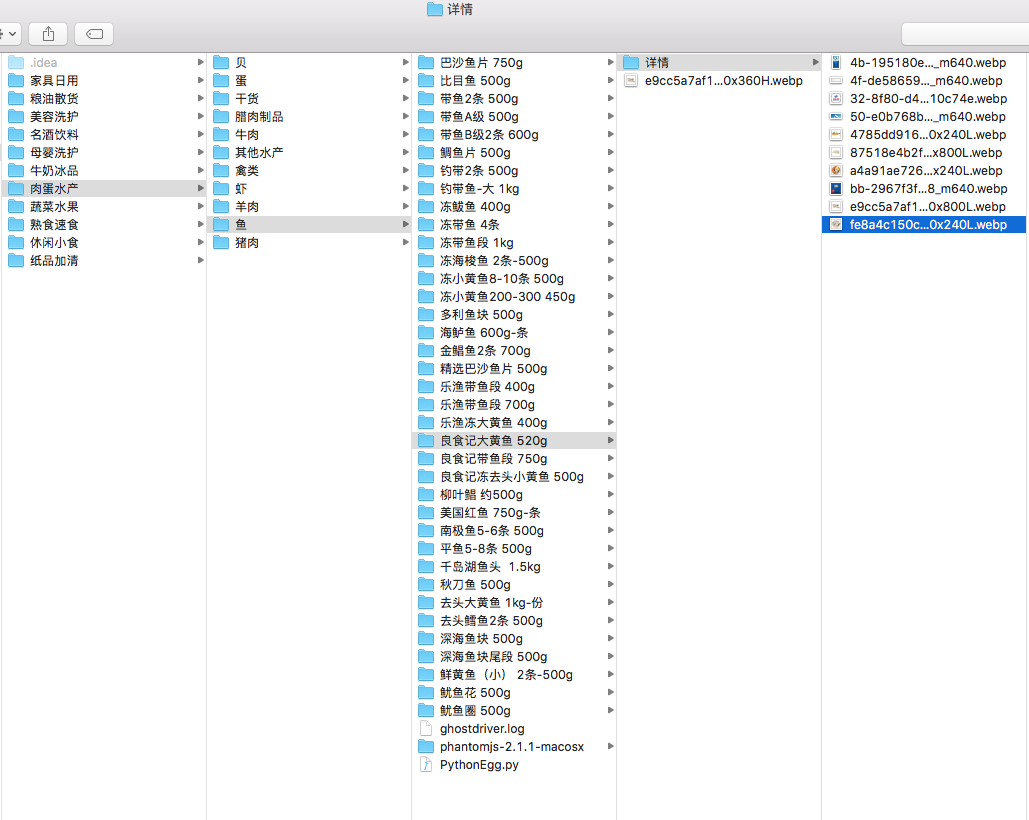 详情
.idea
家具日用
粮油散货
美容洗护
名酒饮料
母婴洗护
牛奶冰品
肉蛋水产
蔬菜水果
熟食速食
休闲小食
纸品加清
贝
蛋
干货
腊肉制品
牛肉
其他水产
禽类
虾
羊肉
鱼
猪肉
巴沙鱼片 750g
比目鱼 500g
带鱼2条 500g
带鱼A级 500g
带鱼B级2条 600g
鲷鱼片 500g
钓带2条 500g
钓带鱼-大 1kg
冻鲅鱼 400g
冻带鱼 4条
冻带鱼段 1kg
冻海梭鱼 2条-500g
冻小黄鱼8-10条 500g
冻小黄鱼200-300 450g
多利鱼块 500g
海鲈鱼 600g-条
金鲳鱼2条 700g
精选巴沙鱼片 500g
乐渔带鱼段 400g
乐渔带鱼段 700g
乐渔冻大黄鱼 400g
良食记大黄鱼 520g
良食记带鱼段 750g
良食记冻去头小黄鱼 500g
柳叶鲳 约500g
美国红鱼 750g-条
南极鱼5-6条 500g
平鱼5-8条 500g
千岛湖鱼头  1.5kg
秋刀鱼 500g
去头大黄鱼 1kg-份
去头鳕鱼2条 500g
深海鱼块 500g
深海鱼块尾段 500g
鲜黄鱼（小） 2条-500g
鱿鱼花 500g
鱿鱼圈 500g
ghostdriver.log
phantomjs-2.1.1-macosx
PythonEgg.py
详情
e9cc5a7af1...0x360H.webp
4b-195180e..._m640.webp
4f-de58659..._m640.webp
32-8f80-d4...10c74e.webp
50-e0b768b..._m640.webp
4785dd916...0x240L.webp
87518e4b2f...x800L.webp
a4a91ae726...x240L.webp
bb-2967f3f...8_m640.webp
e9cc5a7af1...0x800L.webp
fe8a4c150c...0x240L.webp